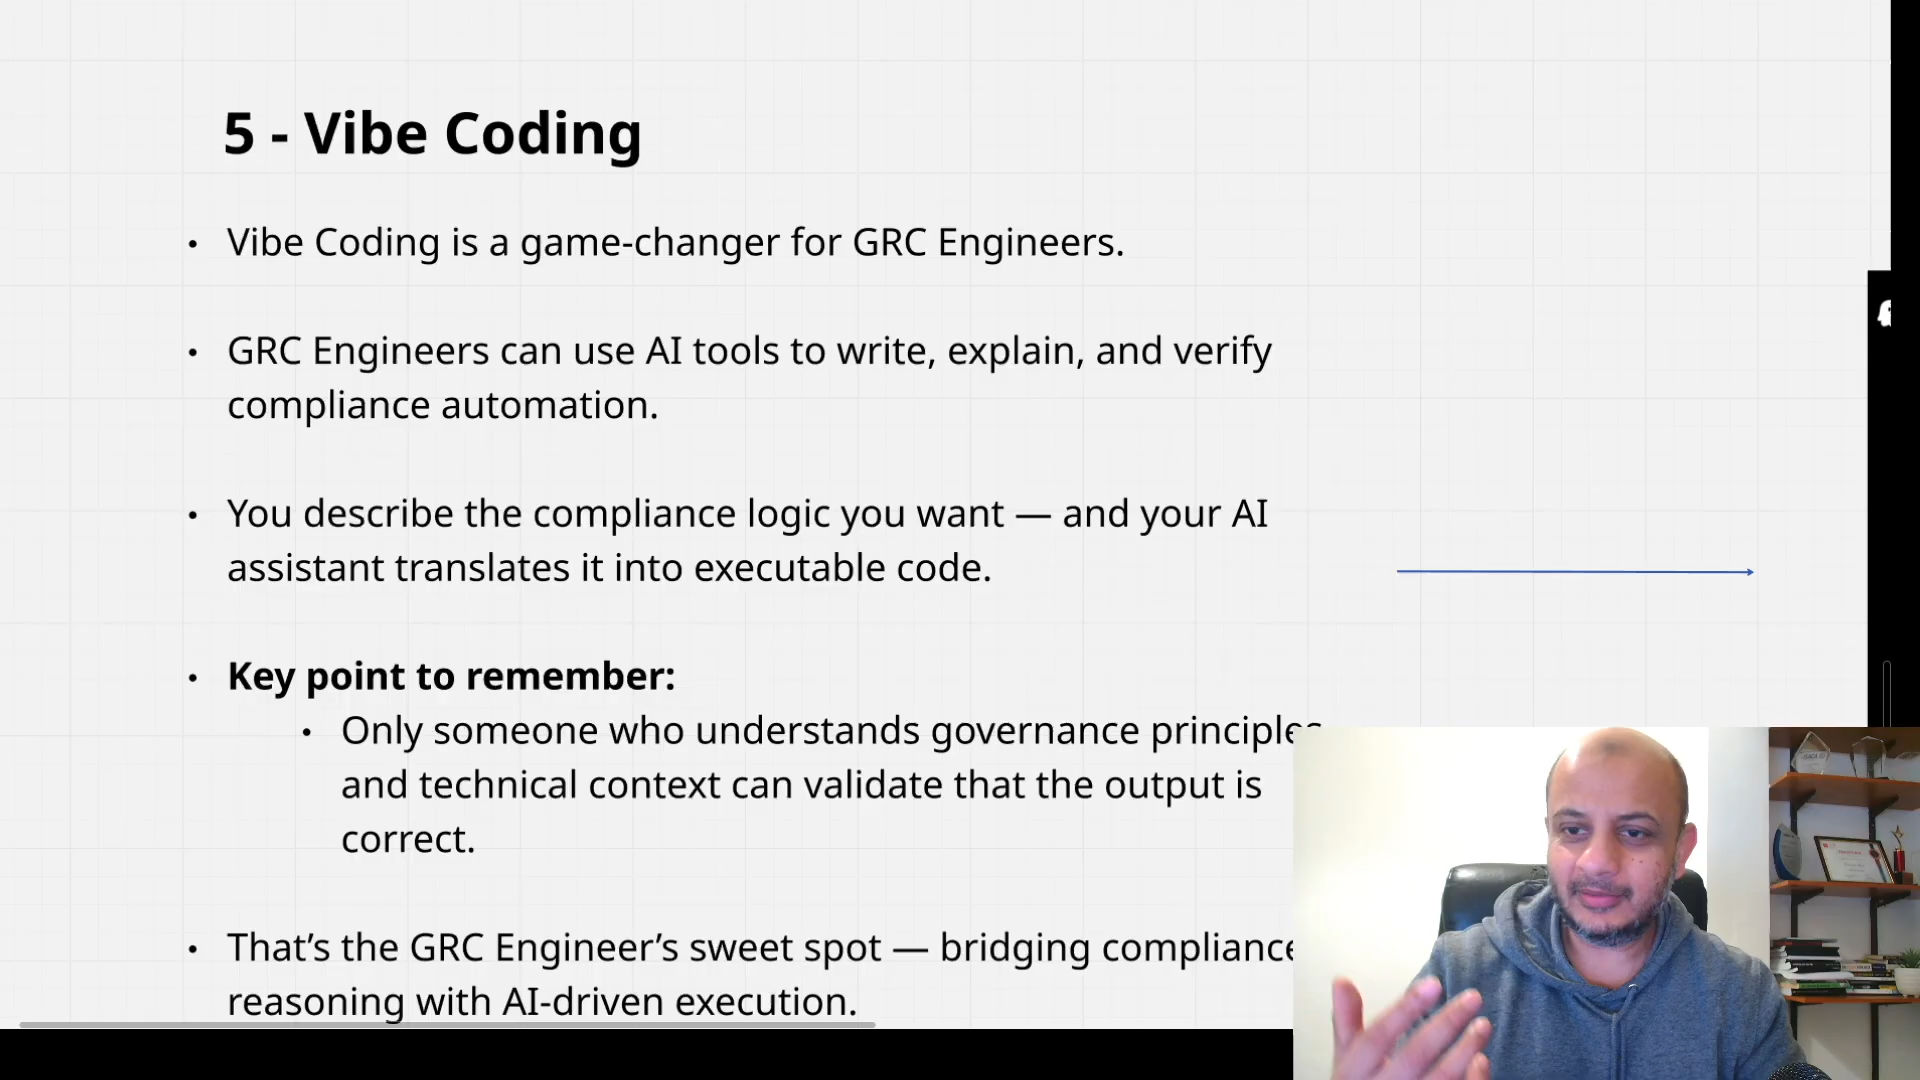 5 - Vibe Coding
• Vibe Coding is a game-changer for GRC Engineers.
• GRC Engineers can use AI tools to write, explain, and verify
compliance automation.
• You describe the compliance logic you want — and your AI
assistant translates it into executable code.
• Key point to remember:
• Only someone who understands governance principles
and technical context can validate that the output is
correct.
• That’s the GRC Engineer’s sweet spot — bridging compliance
reasoning with AI-driven execution.